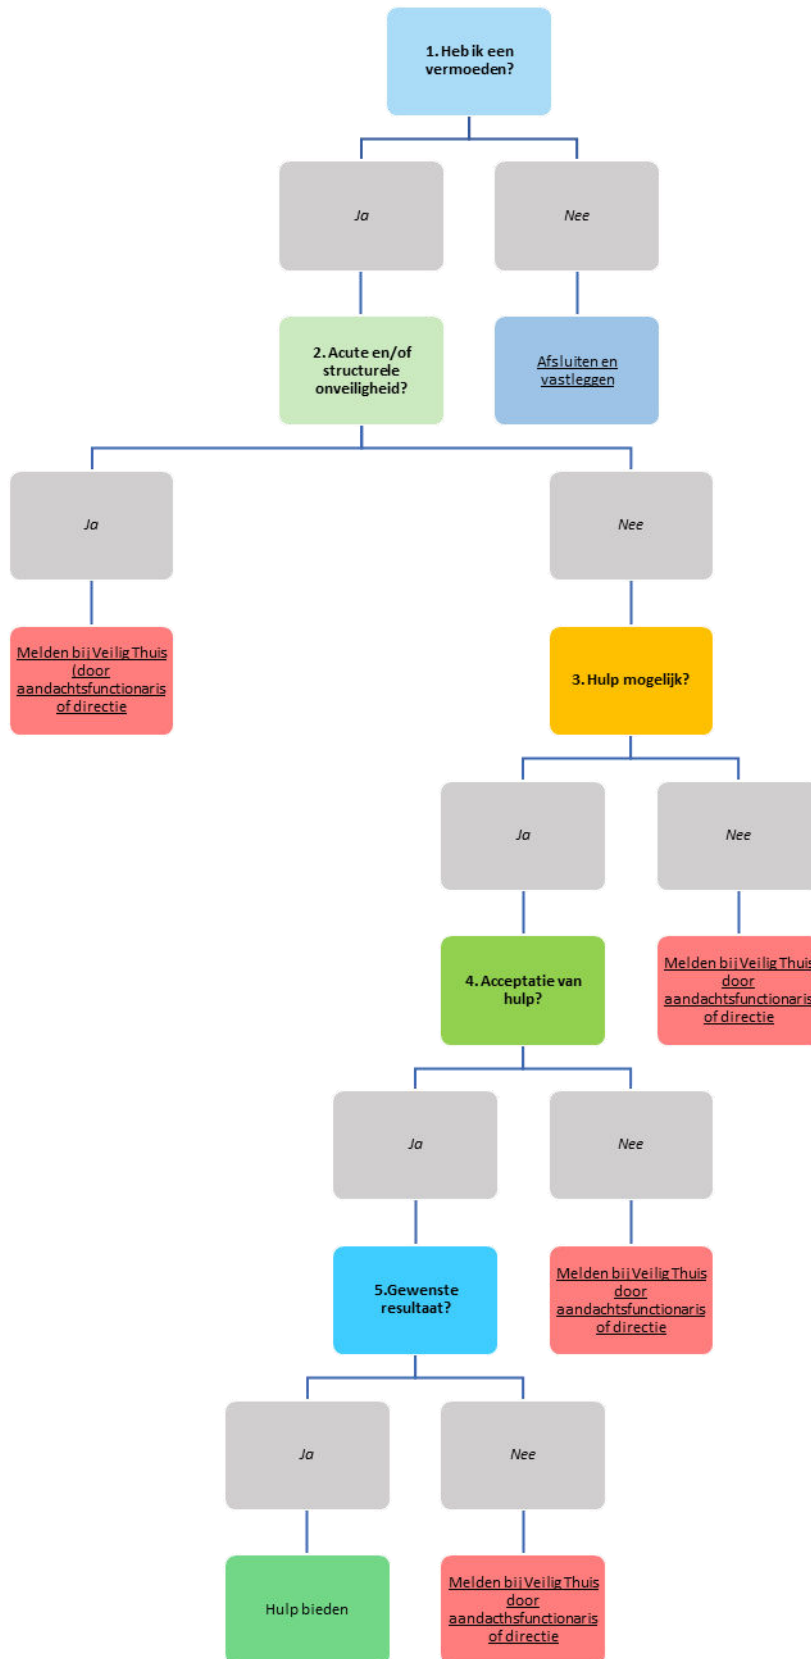 1. Heb ik een
vermoeden?
Ja
Nee
2. Acute en/of
structurele
onveiligheid?
Afsluiten en
vastleggen
Ja
Nee
Melden bij Veilig Thuis
(door
aandachtsfunctionaris
of directie
3. Hulp mogelijk?
Ja
Nee
4. Acceptatie van
hulp?
Melden bij Veilig Thuis
door
aandachtsfunctionaris
of directie
Ja
Nee
5.Gewenste
resultaat?
Melden bij Veilig Thuis
door
aandachtsfunctionaris
of directie
Ja
Nee
Hulp bieden
Melden bij Veilig Thuis
door
aandacthsfunctionaris
of directie